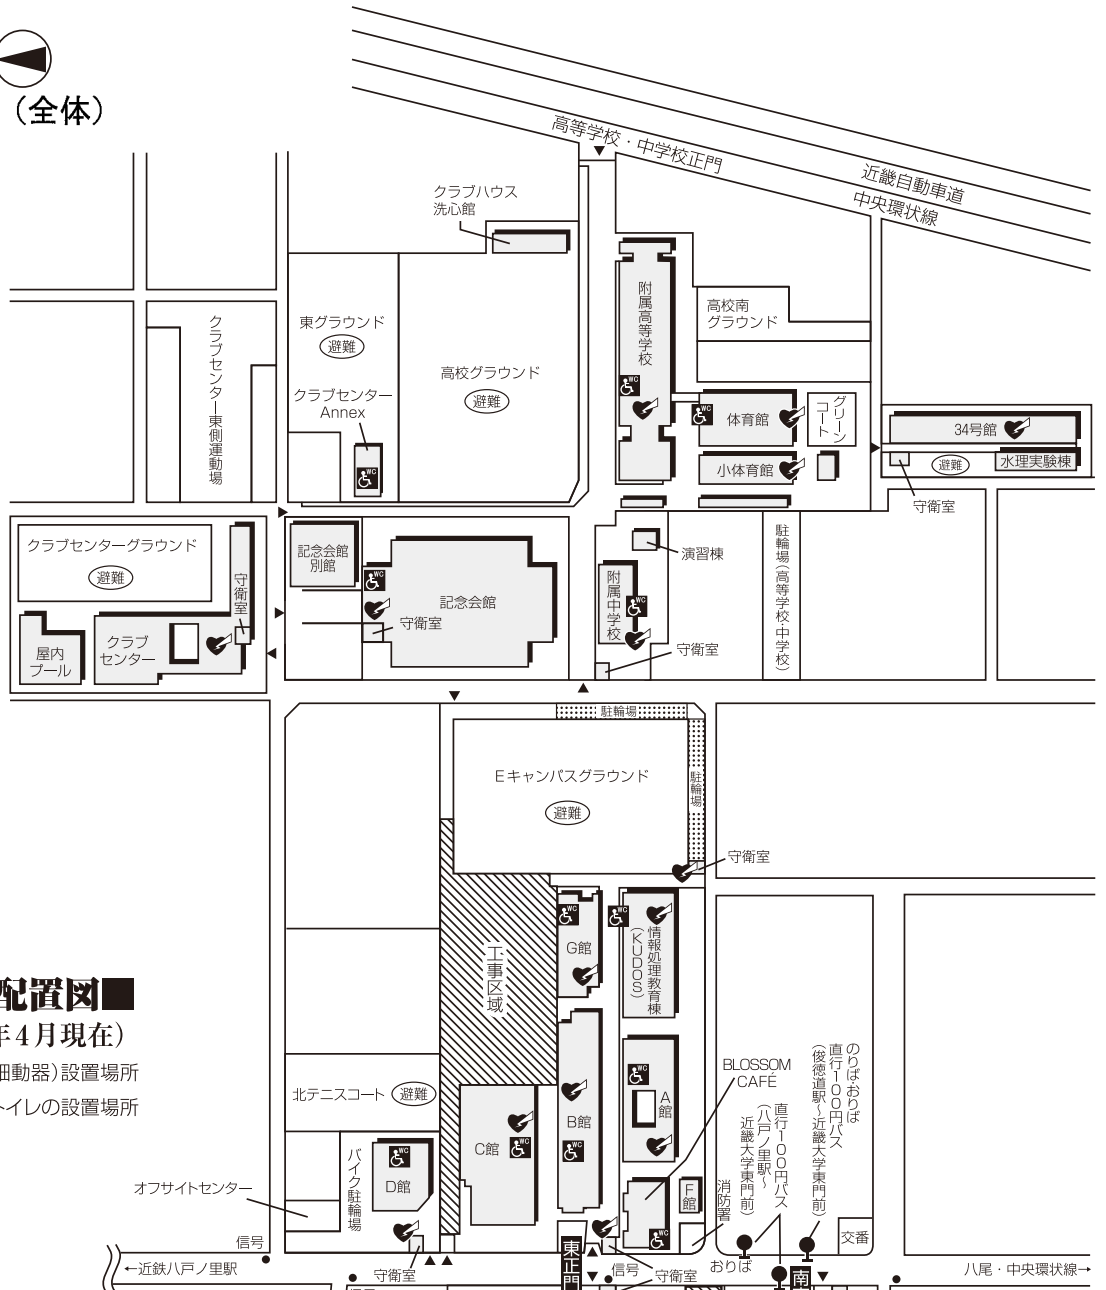 (全体)
高等学校・中学校正門
近畿自動車道
中央環状線
クラブハウス
洗心館
附属高等学校
WC
高校南
グラウンド
東グラウンド
避難
クラブセンター東側運動場
高校グラウンド
避難
クラブセンター
Annex
WC
WC
体育館
グリーン
コート
34号館
小体育館
避難
水理実験棟
守衛室
クラブセンターグラウンド
避難
守衛室
記念会館
別館
WC
記念会館
守衛室
演習棟
附属中学校
WC
駐輪場(高等学校・中学校)
屋内
プール
クラブ
センター
守衛室
駐輪場
Eキャンパスグラウンド
避難
駐輪場
守衛室
WC
G館
WC
情報処理教育棟
(KUDOS)
工事区域
配置図■
年4月現在)
細動器)設置場所
トイレの設置場所
北テニスコート
避難
B館
WC
C館
WC
WC
A館
BLOSSOM
CAFÉ
のりば・おりば
直行100円バス
(俊徳道駅~近畿大学東門前)
直行100円バス
(八戸ノ里駅~
近畿大学東門前)
バイク駐輪場
WC
D館
オフサイトセンター
F館
消防署
WC
交番
信号
←近鉄八戸ノ里駅
守衛室
東正門
信号
守衛室
おりば
南
八尾・中央環状線→